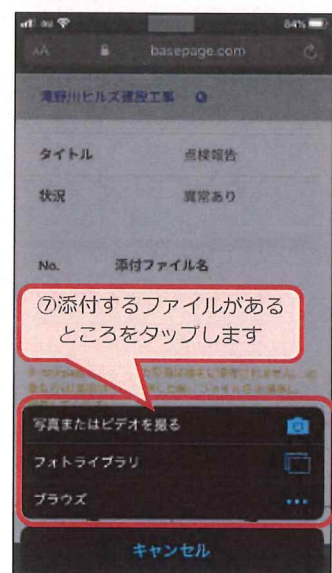 au
84%
AA
basepage.com
滝野川ヒルズ建設工事
タイトル 点検報告
状況 異常あり
No. 添付ファイル名
⑦添付するファイルがある
ところをタップします
写真またはビデオを撮る
フォトライブラリ
ブラウズ
キャンセル